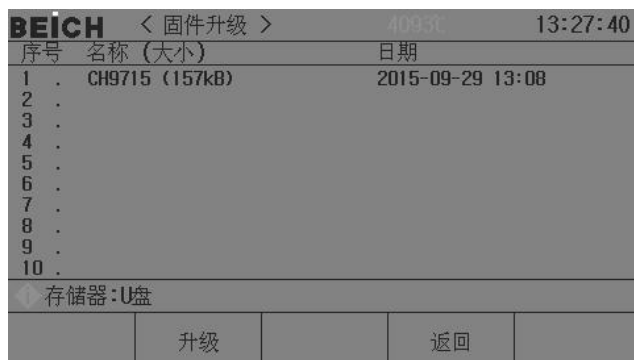 BEICH < 固件升级 > 4093℃ 13:27:40
序号 名称 (大小) 日期
1 . CH9715 (157kB) 2015-09-29 13:08
2 .
3 .
4 .
5 .
6 .
7 .
8 .
9 .
10 .
存储器:U盘
升级 返回